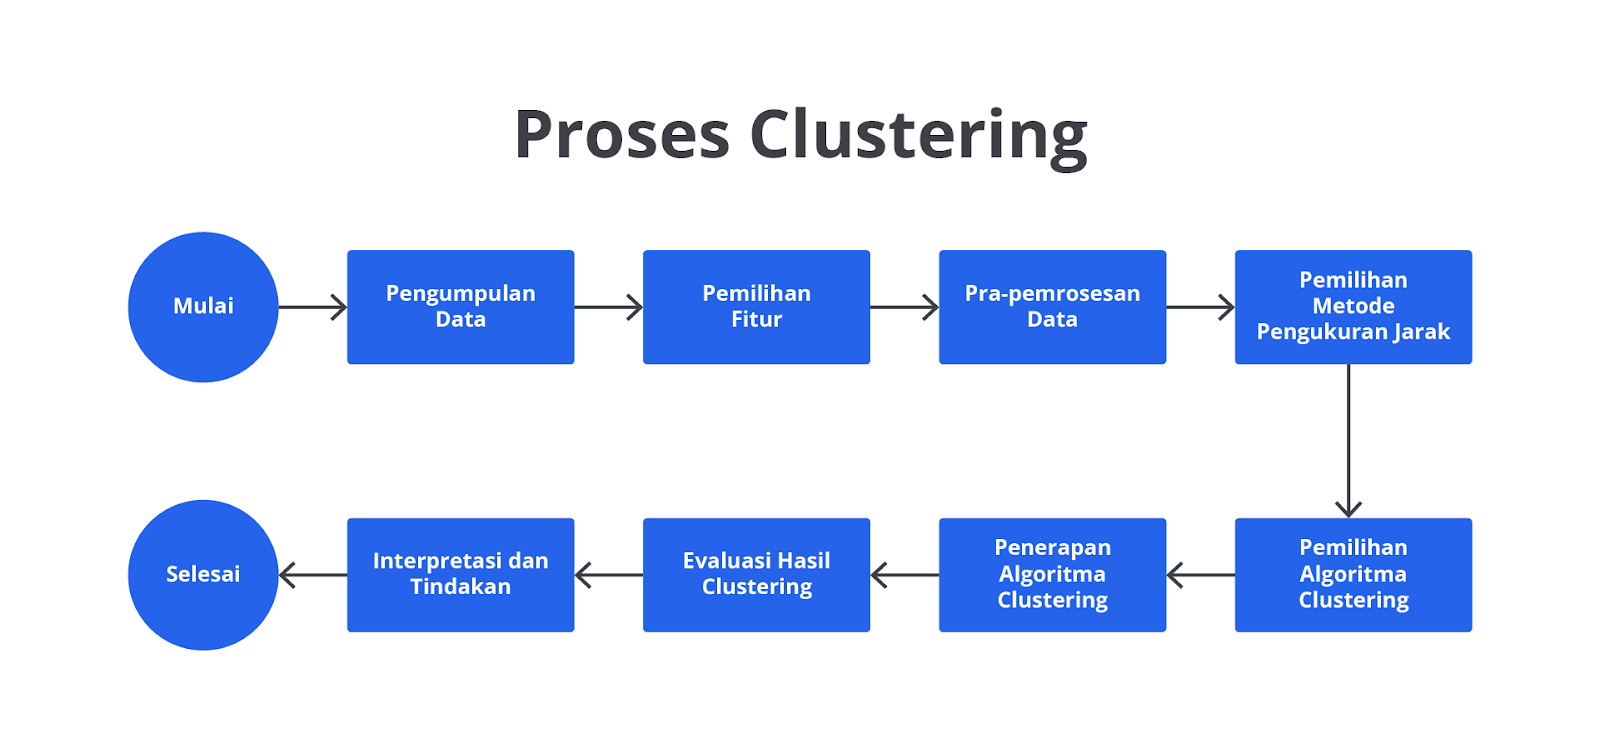 Proses Clustering
Mulai
Pengumpulan
Data
Pemilihan
Fitur
Pra-pemrosesan
Data
Pemilihan
Metode
Pengukuran Jarak
Pemilihan
Algoritma
Clustering
Penerapan
Algoritma
Clustering
Evaluasi Hasil
Clustering
Interpretasi dan
Tindakan
Selesai